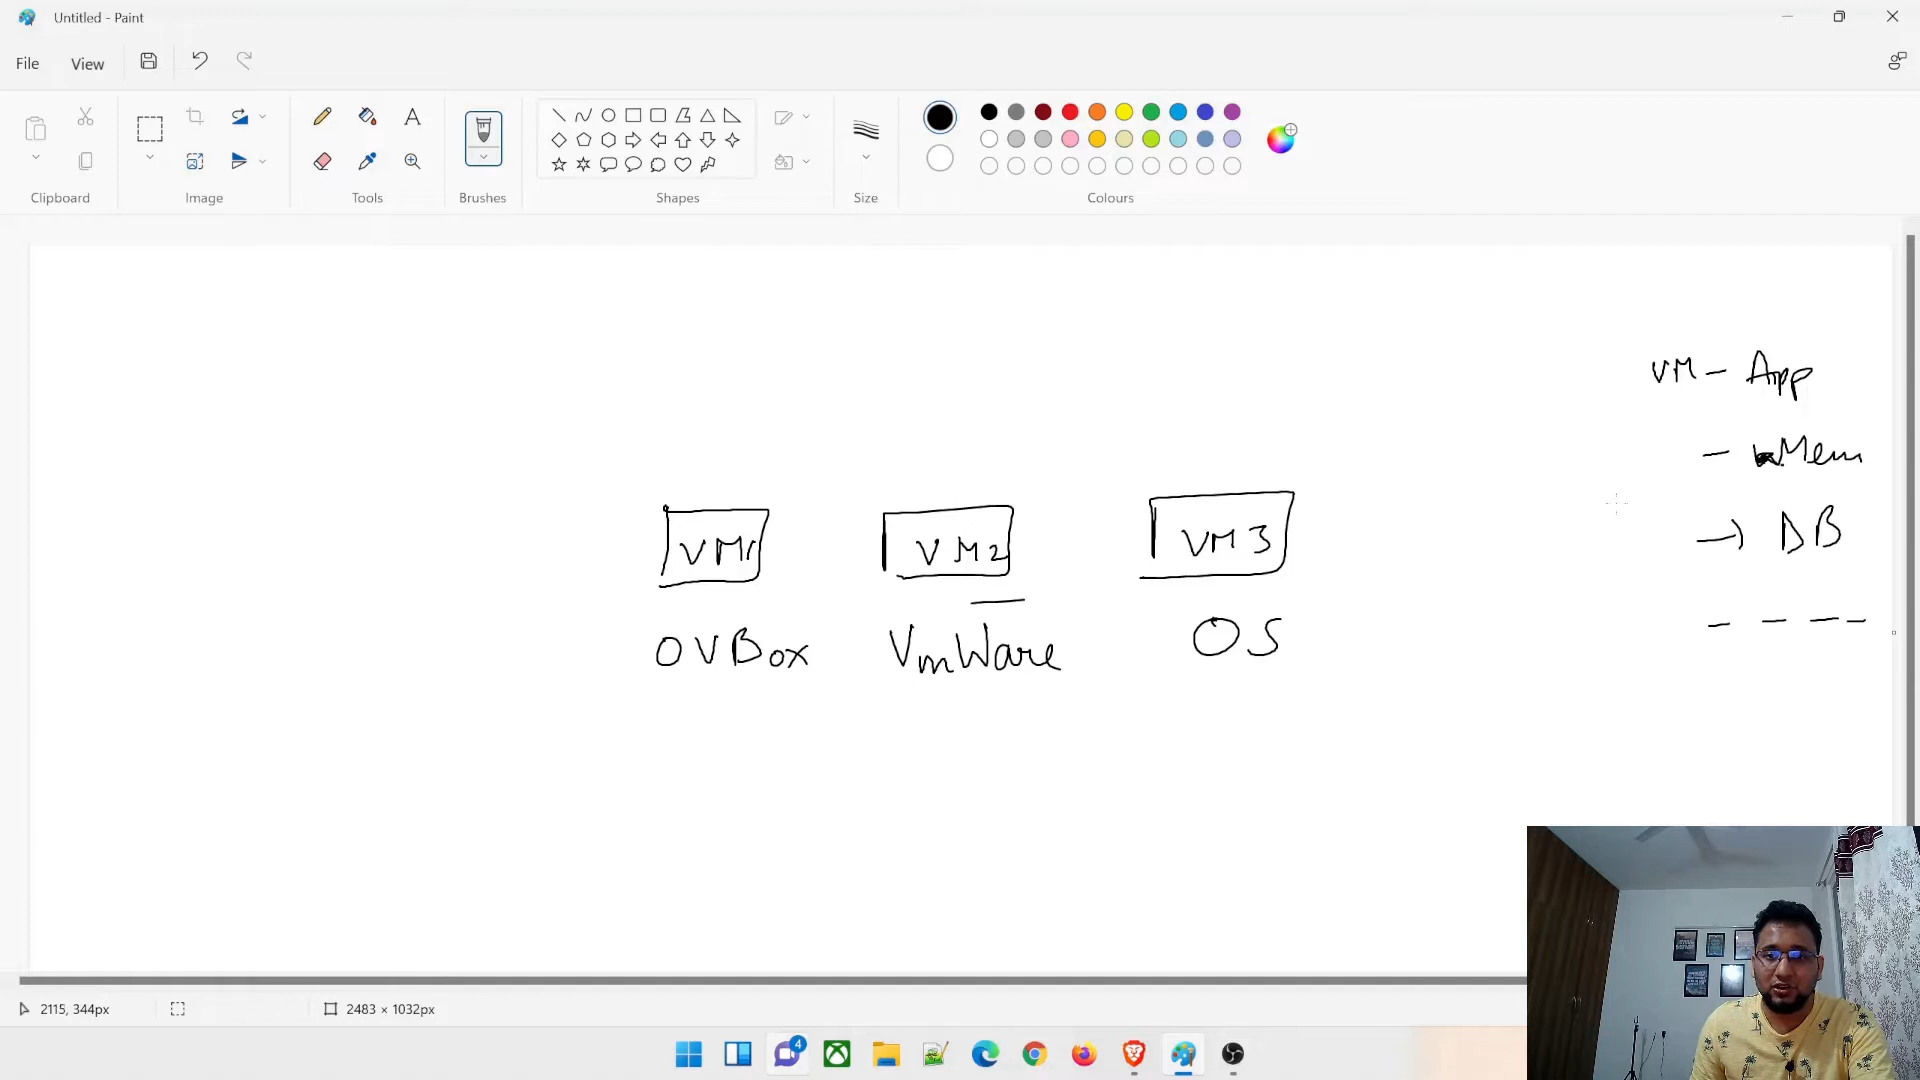 Untitled - Paint
File View
Clipboard Image Tools Brushes Shapes Size Colours
VM - App
- Mem
→ DB
- - - -
VM1 VM2 VM3
OVBox VmWare OS
2115, 344px 2483 × 1032px
4